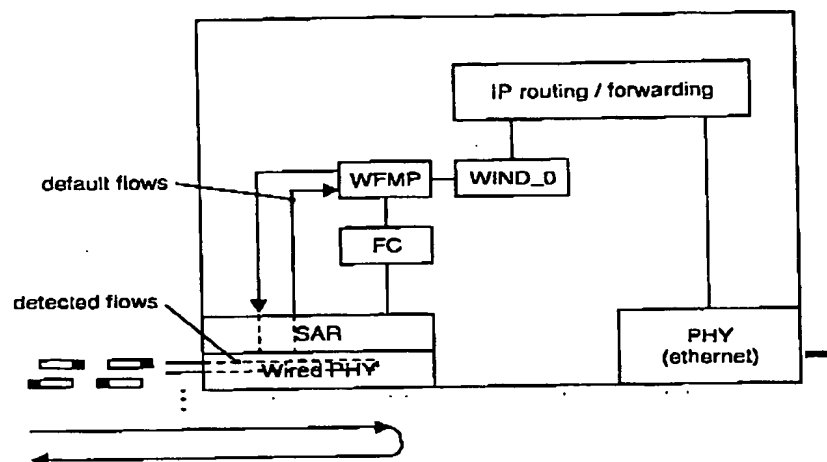 IP routing / forwarding
default flows
WFMP
WIND_0
FC
detected flows
SAR
Wired PHY
PHY
(ethernet)